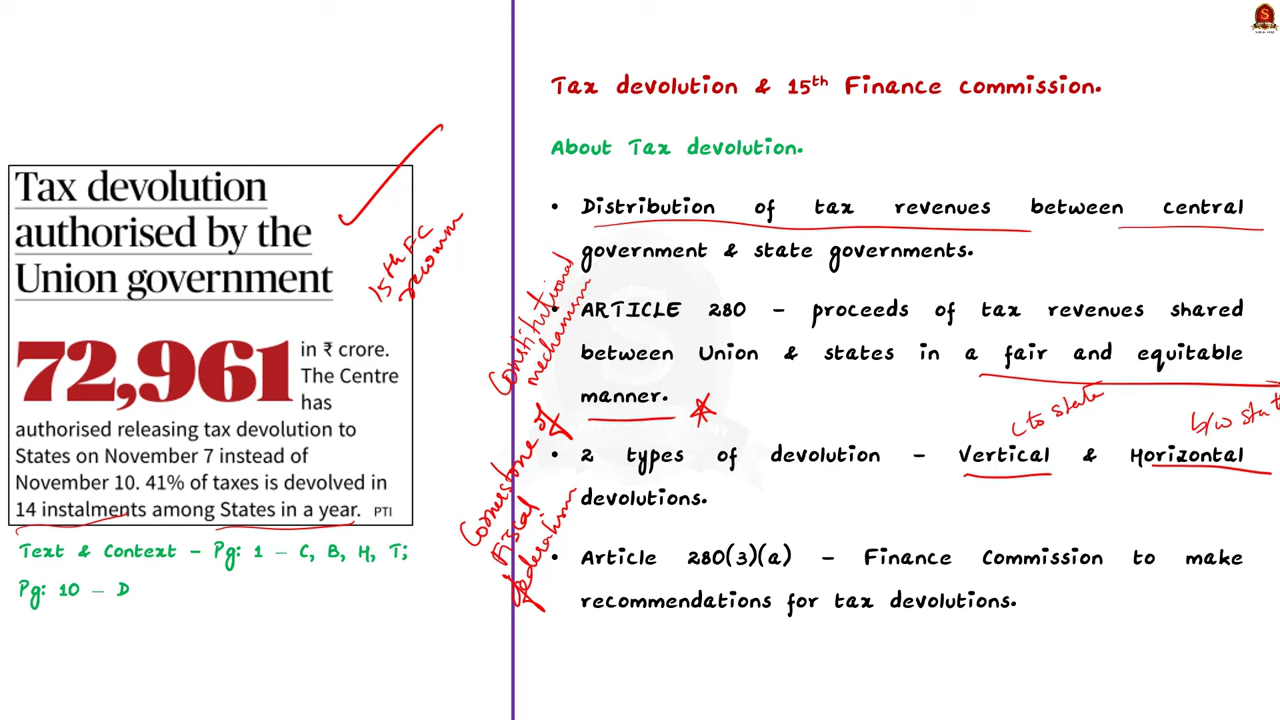 Tax devolution
authorised by the
Union government
72,961
in ₹ crore.
The Centre
has
authorised releasing tax devolution to
States on November 7 instead of
November 10. 41% of taxes is devolved in
14 instalments among States in a year. PTI
15th FC
recomm
Text & Context – Pg: 1 – C, B, H, T;
Pg: 10 – D
Tax devolution & 15th Finance commission.
About Tax devolution.
• Distribution of tax revenues between central
government & state governments.
Constitutional
mechanism
• ARTICLE 280 – proceeds of tax revenues shared
between Union & states in a fair and equitable
manner.
Cornerstone of
Fiscal
federalism
C to state
b/w stat
• 2 types of devolution – Vertical & Horizontal
devolutions.
• Article 280(3)(a) – Finance Commission to make
recommendations for tax devolutions.